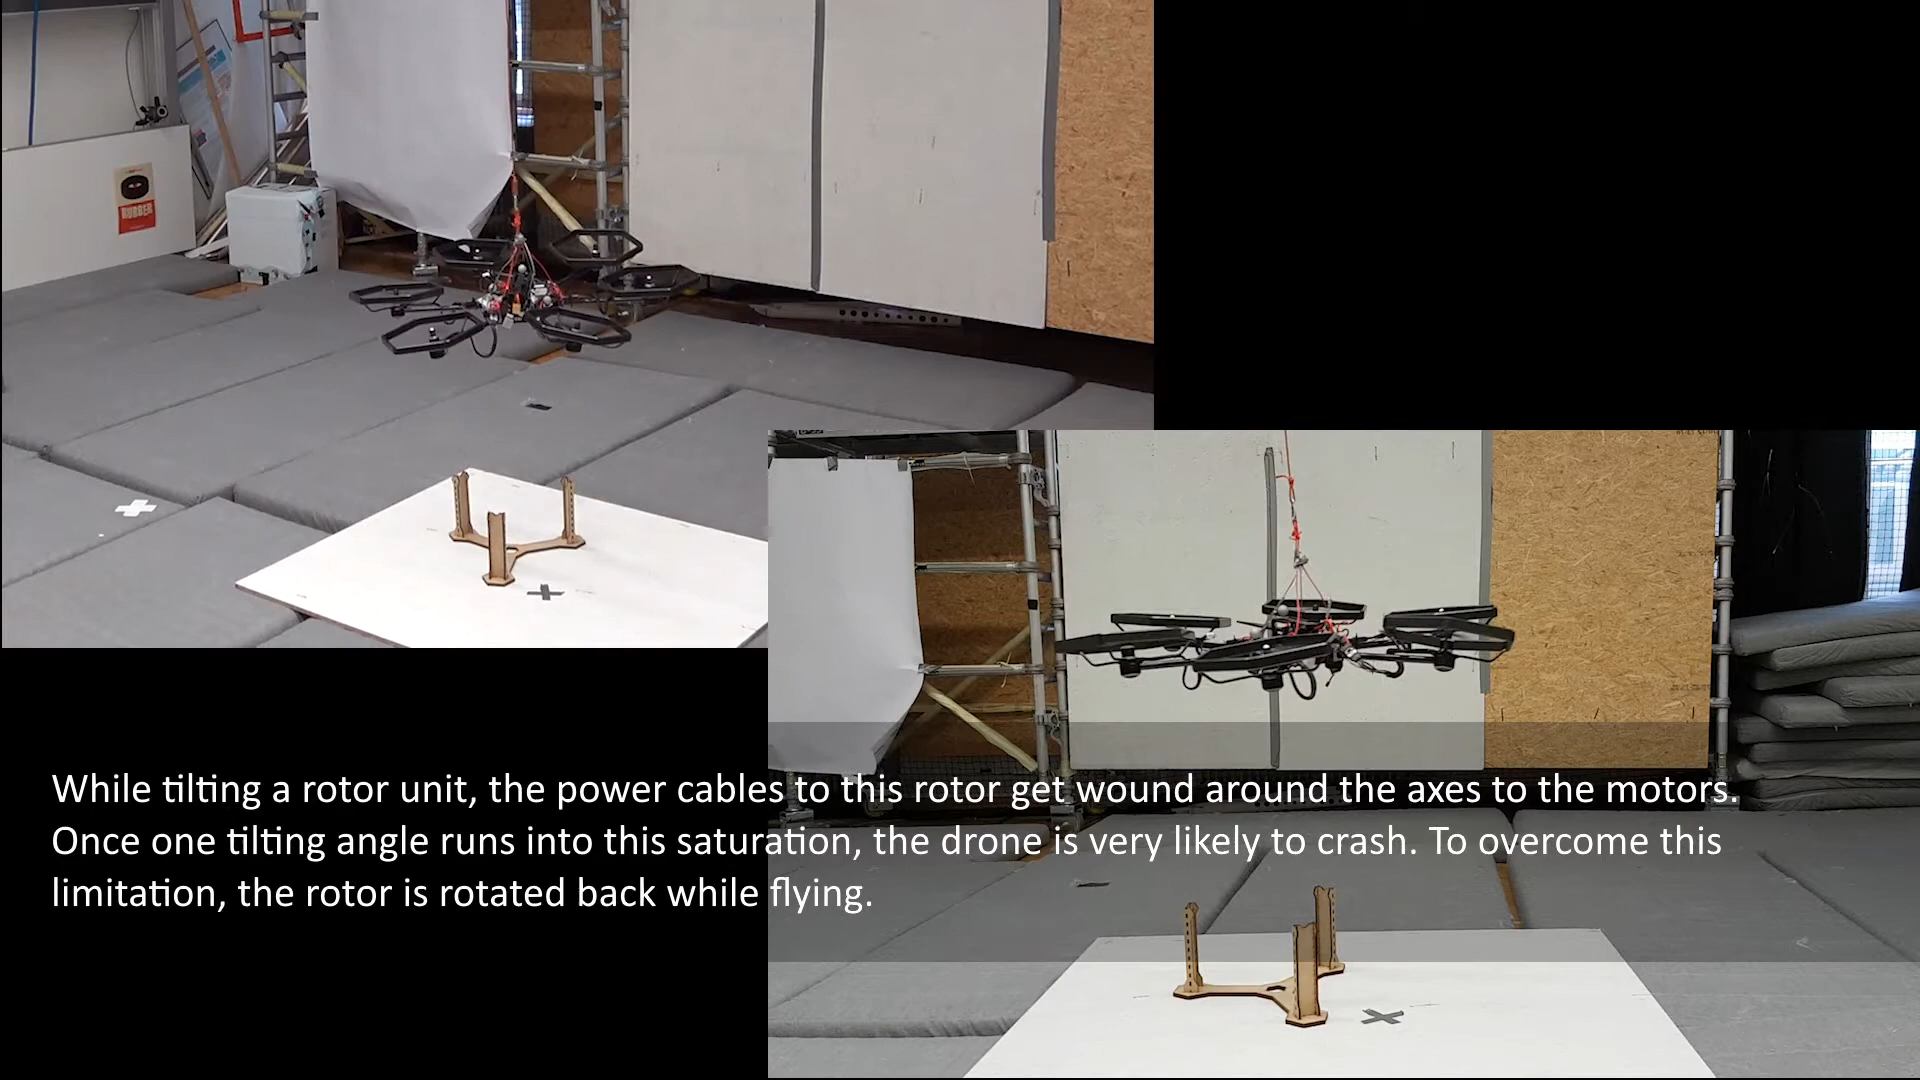 RUBBER
While tilting a rotor unit, the power cables to this rotor get wound around the axes to the motors.
Once one tilting angle runs into this saturation, the drone is very likely to crash. To overcome this
limitation, the rotor is rotated back while flying.